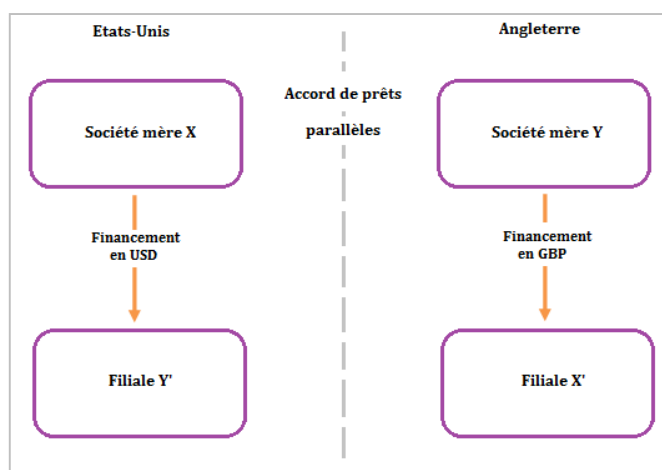 Etats-Unis
Angleterre
Accord de prêts
parallèles
Société mère X
Société mère Y
Financement
en USD
Financement
en GBP
Filiale Y'
Filiale X'